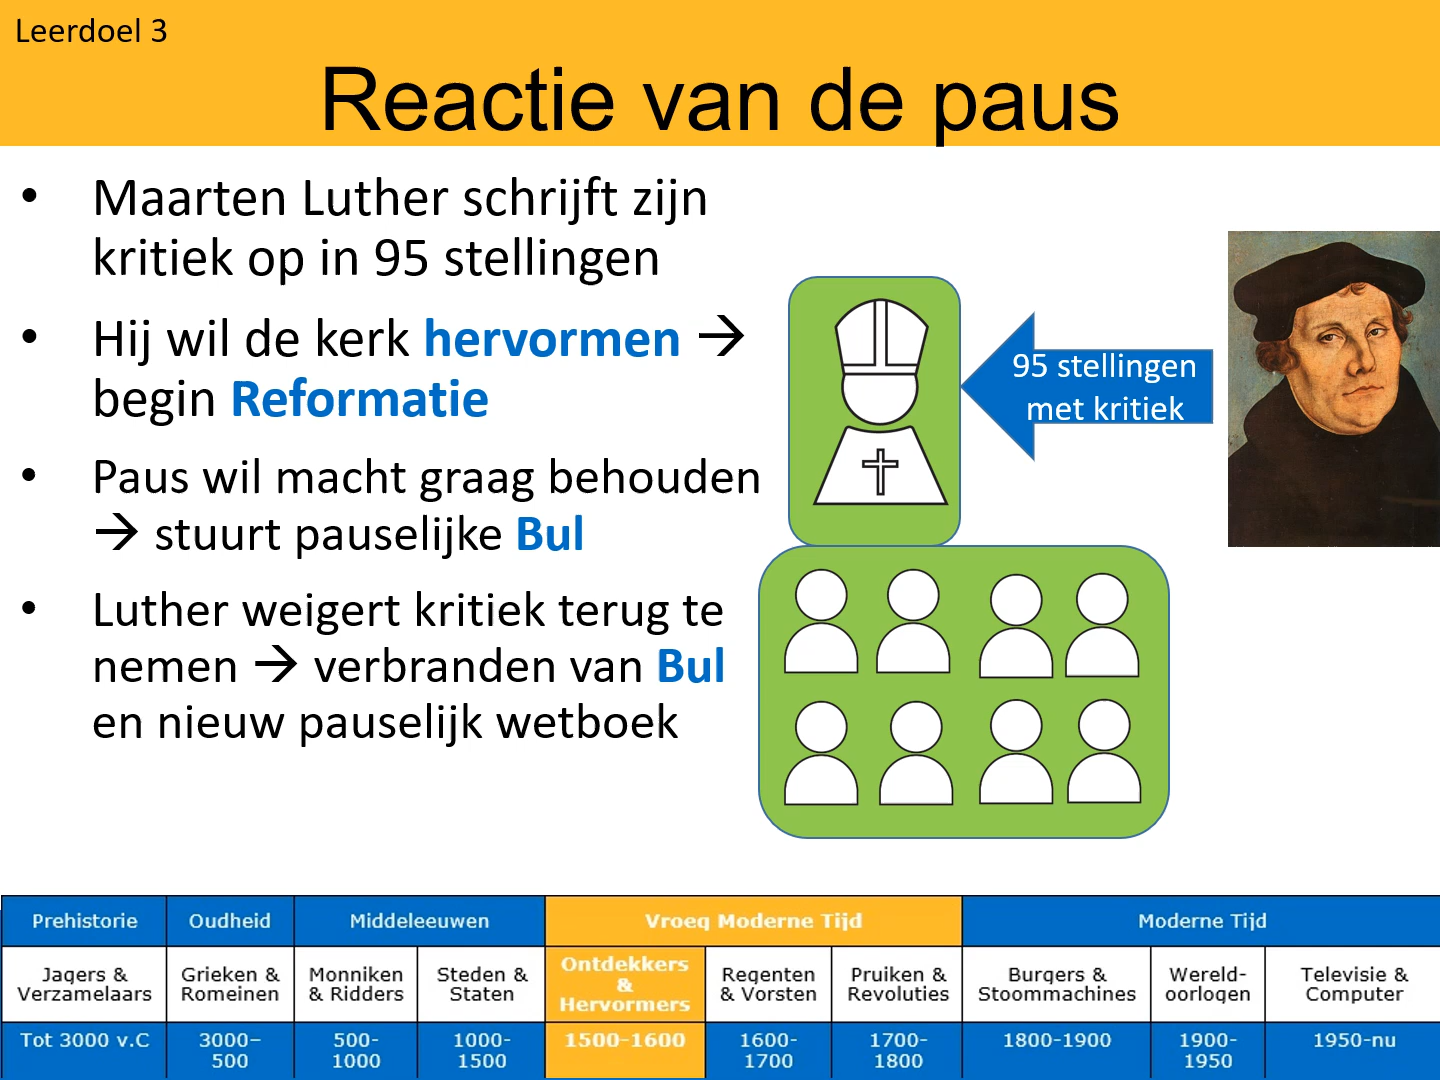 Leerdoel 3
Reactie van de paus
• Maarten Luther schrijft zijn
kritiek op in 95 stellingen
• Hij wil de kerk hervormen →
begin Reformatie
• Paus wil macht graag behouden
→ stuurt pauselijke Bul
• Luther weigert kritiek terug te
nemen → verbranden van Bul
en nieuw pauselijk wetboek
95 stellingen
met kritiek
Prehistorie Oudheid Middeleeuwen Vroeg Moderne Tijd Moderne Tijd
Jagers &
Verzamelaars
Grieken &
Romeinen
Monniken
& Ridders
Steden &
Staten
Ontdekkers
&
Hervormers
Regenten
& Vorsten
Pruiken &
Revoluties
Burgers &
Stoommachines
Wereld-
oorlogen
Televisie &
Computer
Tot 3000 v.C
3000–
500
500-
1000
1000-
1500
1500-1600
1600-
1700
1700-
1800
1800-1900
1900-
1950
1950-nu